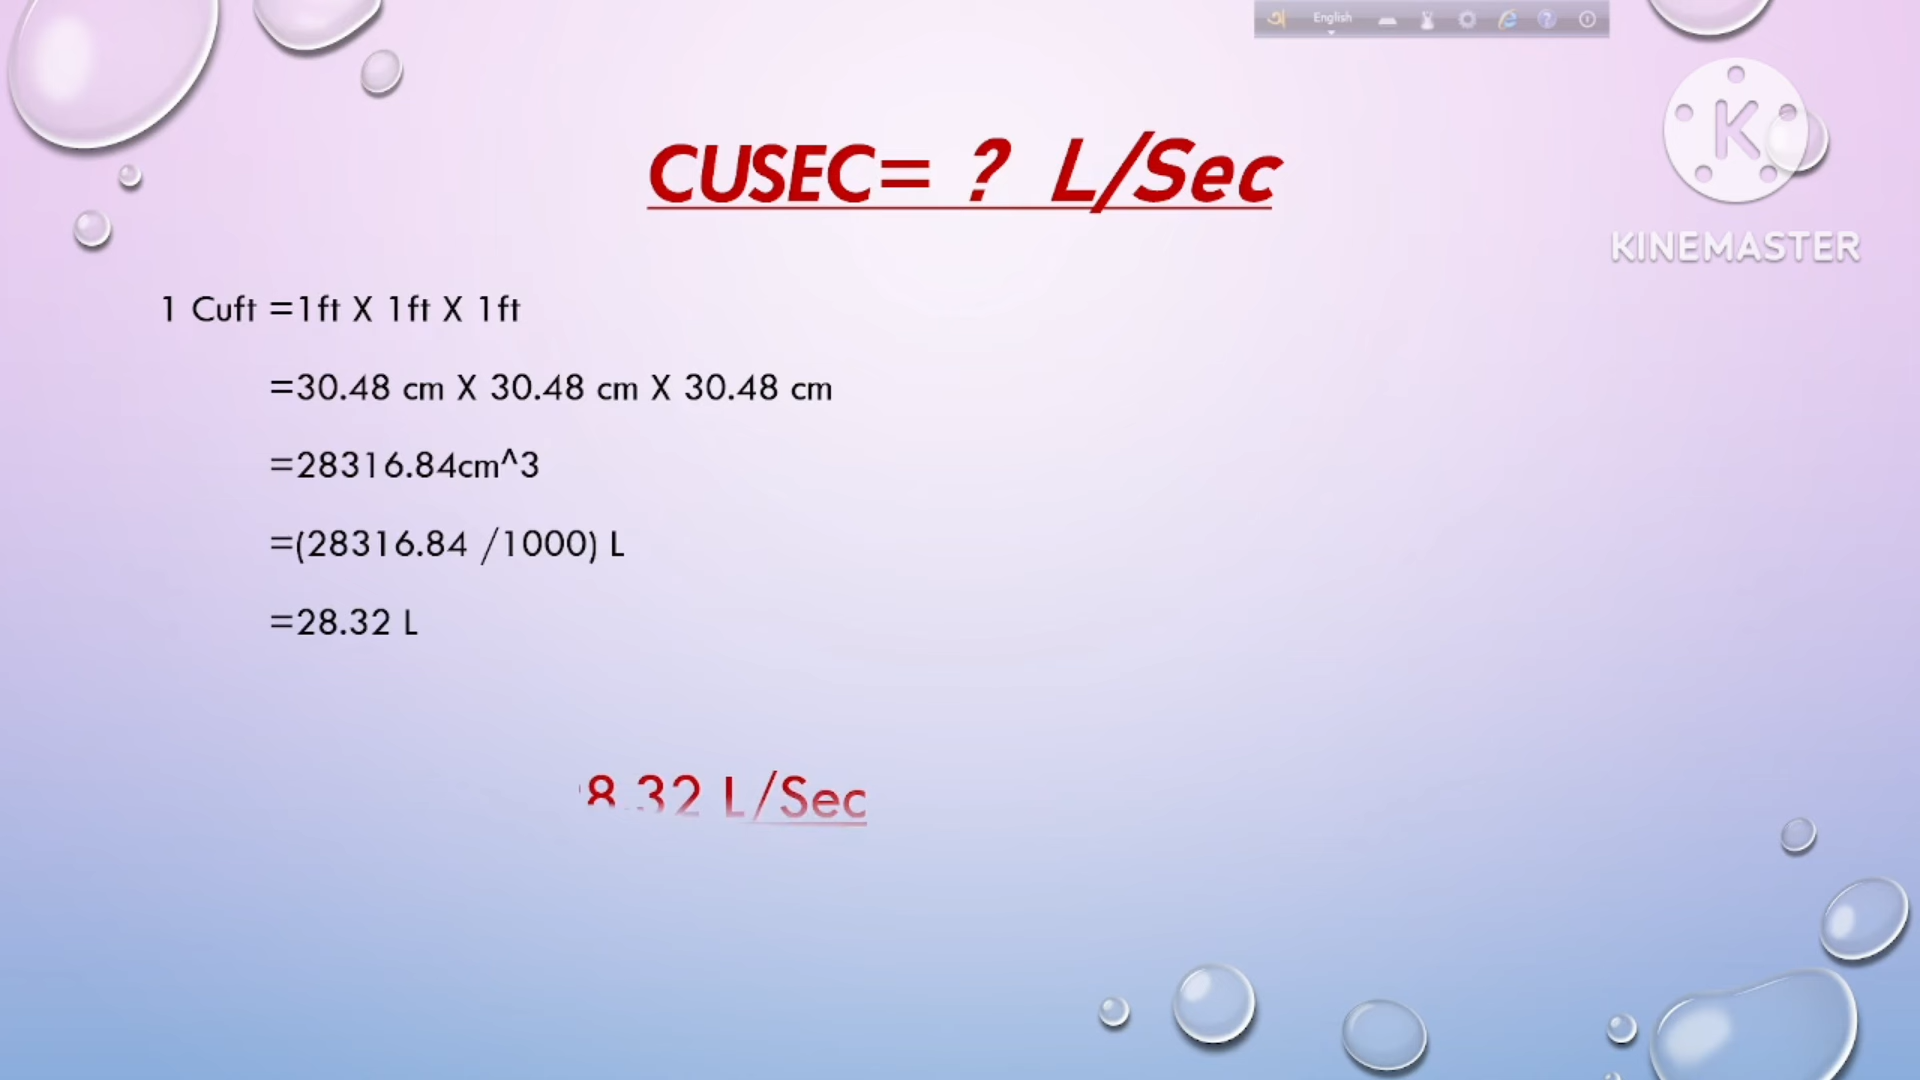 English
CUSEC= ? L/Sec
K
KINEMASTER
1 Cuft =1ft X 1ft X 1ft
=30.48 cm X 30.48 cm X 30.48 cm
=28316.84cm^3
=(28316.84 /1000) L
=28.32 L
8.32 L/Sec